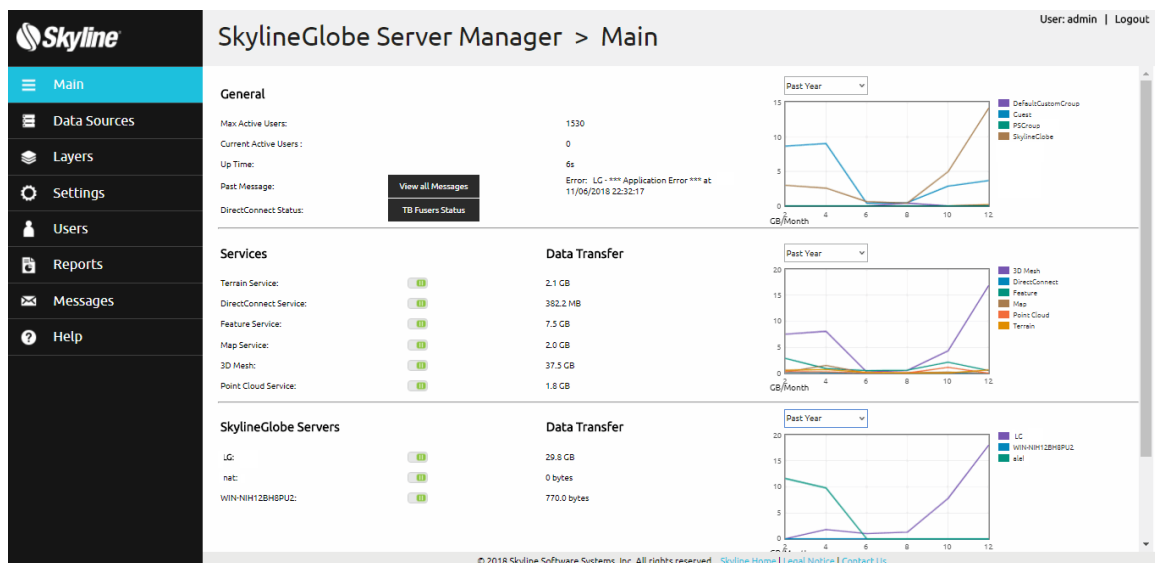 Skyline
SkylineGlobe Server Manager > Main
User: admin | Logout
Main
Data Sources
Layers
Settings
Users
Reports
Messages
Help
General
Max Active Users: 1530
Current Active Users : 0
Up Time: 6s
Past Message: View all Messages Error: LG - *** Application Error *** at
11/06/2018 22:32:17
DirectConnect Status: TB Fusers Status
Past Year
15
10
5
0
2 4 6 8 10 12
GB/Month
DefaultCustomGroup
Guest
PSGroup
SkylineGlobe
Services Data Transfer
Terrain Service: 2.1 GB
DirectConnect Service: 382.2 MB
Feature Service: 7.5 GB
Map Service: 2.0 GB
3D Mesh: 37.5 GB
Point Cloud Service: 1.8 GB
Past Year
20
15
10
5
0
2 4 6 8 10 12
GB/Month
3D Mesh
DirectConnect
Feature
Map
Point Cloud
Terrain
SkylineGlobe Servers Data Transfer
LG: 29.8 GB
nat: 0 bytes
WIN-NIH12BH8PU2: 770.0 bytes
Past Year
20
15
10
5
0
2 4 6 8 10 12
LG
WIN-NIH12BH8PU2
alel
© 2018 Skyline Software Systems, Inc. All rights reserved. Skyline Home | Legal Notice | Contact Us